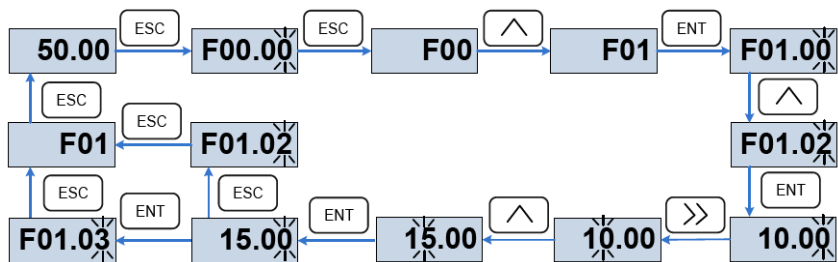 50.00 ESC F00.00 ESC F00 F01 ENT F01.00
ESC
F01 ESC F01.02 F01.02
ESC ENT ESC ENT ENT
F01.03 15.00 15.00 10.00 10.00